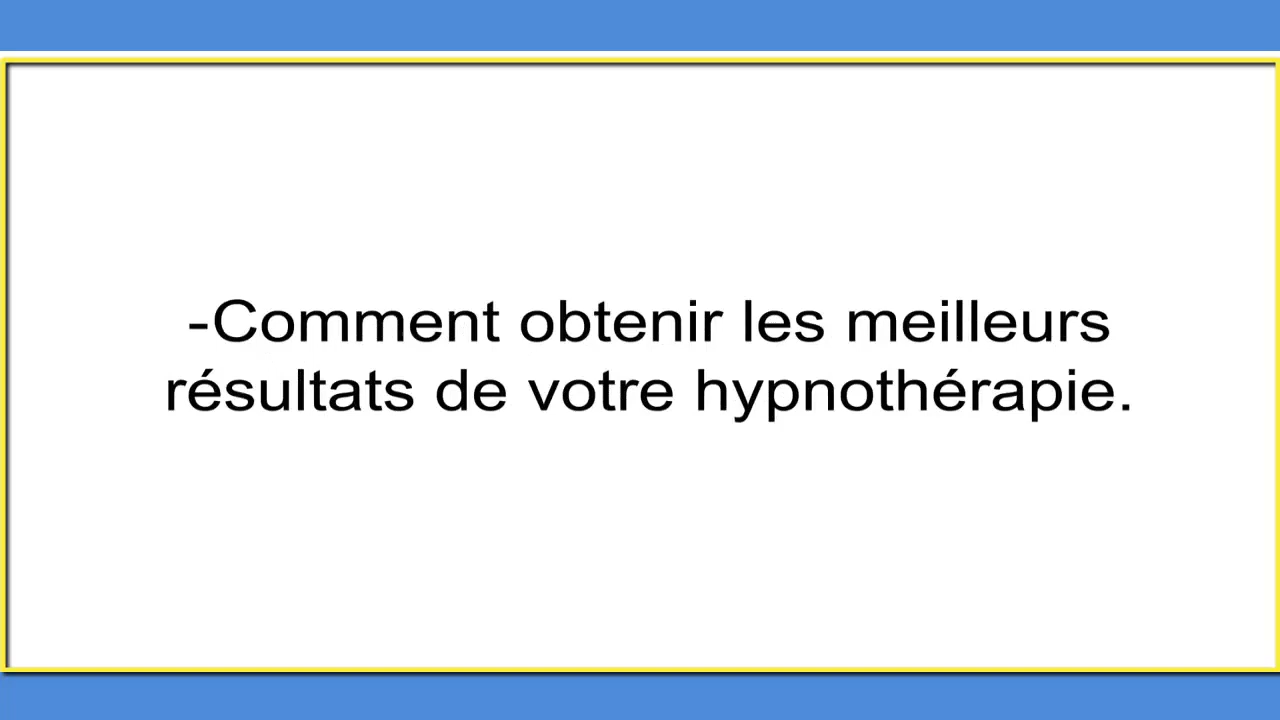 -Comment obtenir les meilleurs
résultats de votre hypnothérapie.